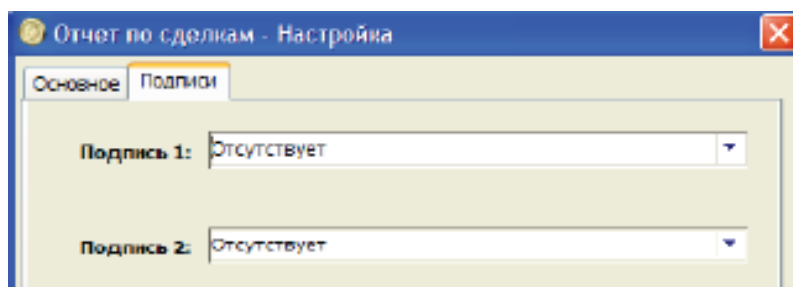 Отчет по сделкам - Настройка
Основное Подписи
Подпись 1: Отсутствует
Подпись 2: Отсутствует